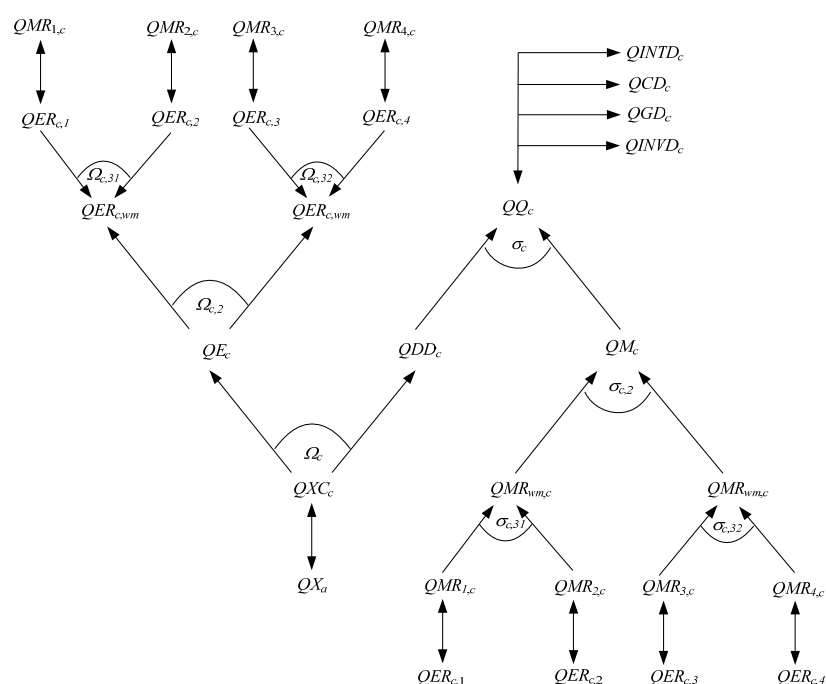 QMR1,c QMR2,c QMR3,c QMR4,c
QINTDc
QCDc
QGDc
QINVDc
QERc,1 QERc,2 QERc,3 QERc,4
Ωc,31 Ωc,32
QERc,wm QERc,wm QQc
σc
Ωc,2
QEc QDDc QMc
σc,2
Ωc
QXCc QMRwm,c QMRwm,c
σc,31 σc,32
QXa QMR1,c QMR2,c QMR3,c QMR4,c
QERc,1 QERc,2 QERc,3 QERc,4